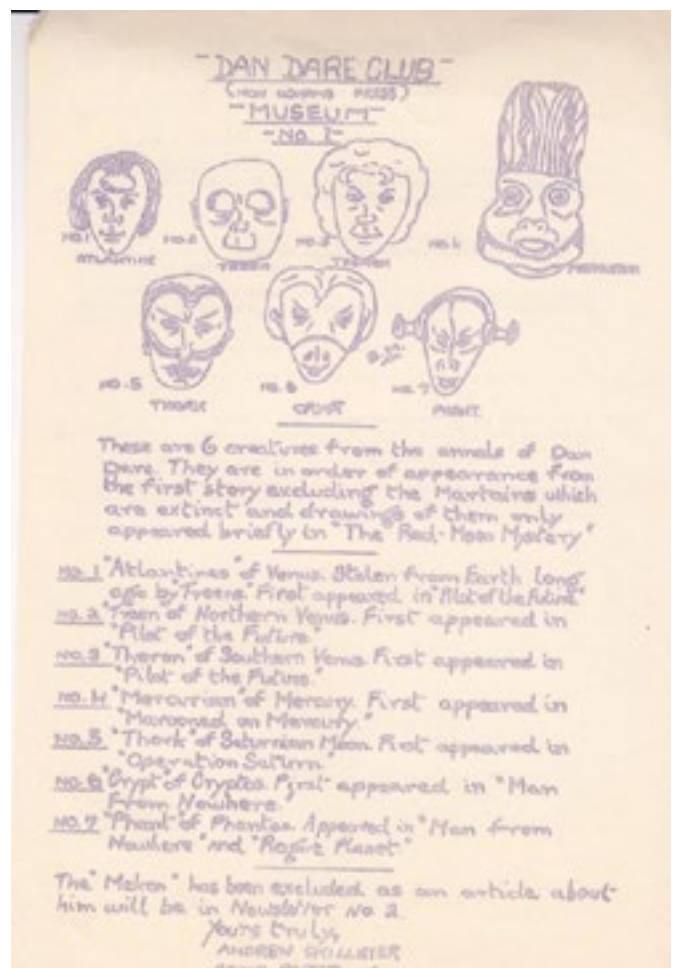 -DAN DARE CLUB-
-MUSEUM-
-NO. 1-
NO.1
NO.2
NO.3
NO.4
ATLANTINE
TREEN
THERON
MERCURIAN
NO.5
NO.6
NO.7
THORK
CRYPT
PHANT
These are 6 creatures from the annals of Dan
Dare. They are in order of appearance from
the first story excluding the Martains which
are extinct and drawings of them only
appeared briefly in "The Red-Moon Mystery"
NO.1 "Atlantines" of Venus. Stolen from Earth long
ago by "Treens" First appeared in "Pilot of the Future"
NO.2 "Treen" of Northern Venus. First appeared in
"Pilot of the Future."
NO.3 "Theron" of Southern Venus. First appeared in
"Pilot of the Future."
NO.4 "Mercurian" of Mercury. First appeared in
"Marooned on Mercury."
NO.5 "Thork" of Saturnian Moon. First appeared in
"Operation Saturn."
NO.6 "Crypt" of Cryptos. First appeared in "Man
From Nowhere."
NO.7 "Phant" of Phantos. Appeared in "Man from
Nowhere" and "Rogue Planet."
The "Mekon" has been excluded as an article about
him will be in Newsletter No 2.
Yours truly,
ANDREW